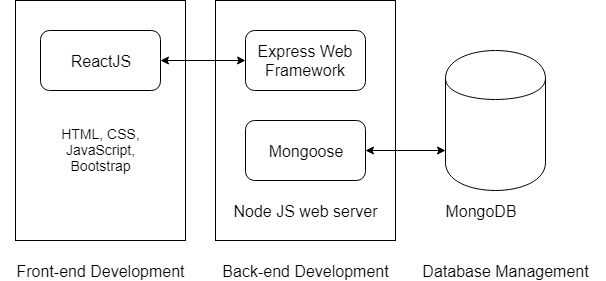 ReactJS
HTML, CSS,
JavaScript,
Bootstrap
Express Web
Framework
Mongoose
Node JS web server
MongoDB
Front-end Development
Back-end Development
Database Management